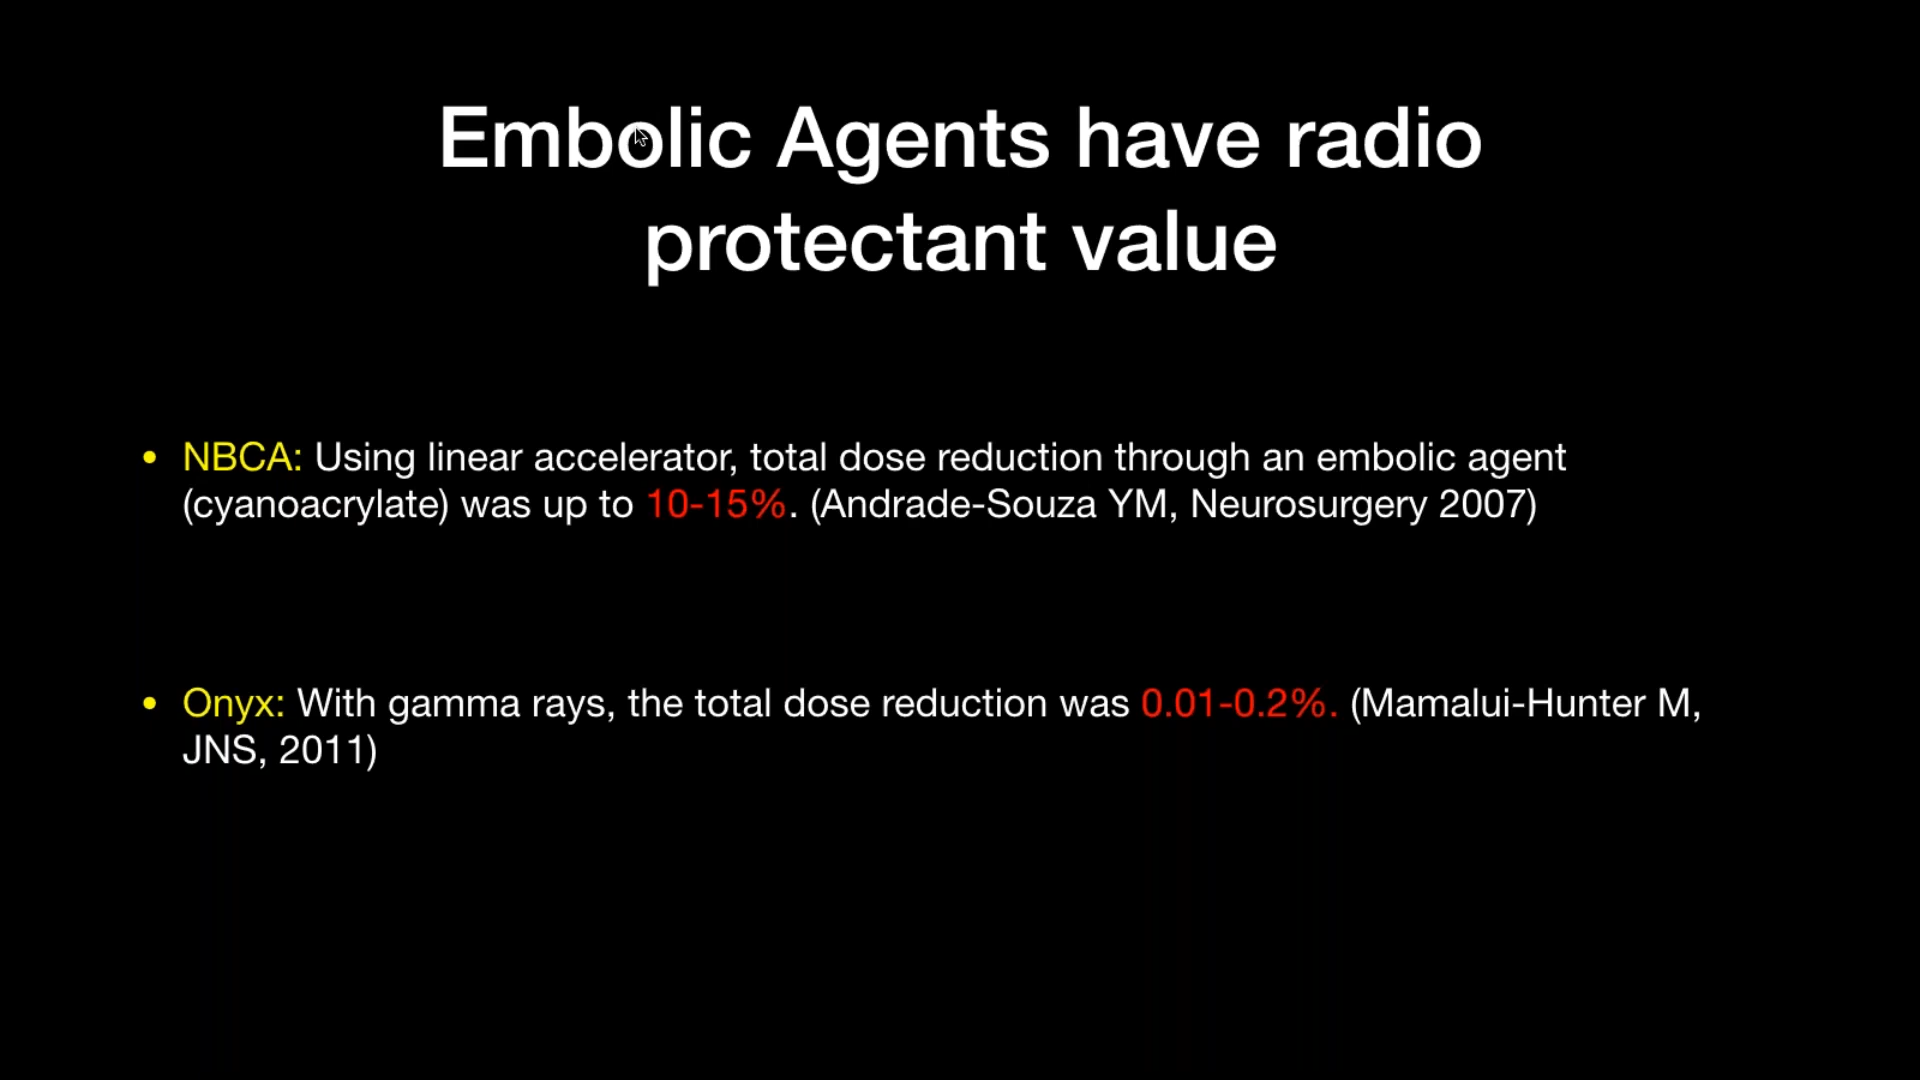 Embolic Agents have radio
protectant value
• NBCA: Using linear accelerator, total dose reduction through an embolic agent
(cyanoacrylate) was up to 10-15%. (Andrade-Souza YM, Neurosurgery 2007)
• Onyx: With gamma rays, the total dose reduction was 0.01-0.2%. (Mamalui-Hunter M,
JNS, 2011)